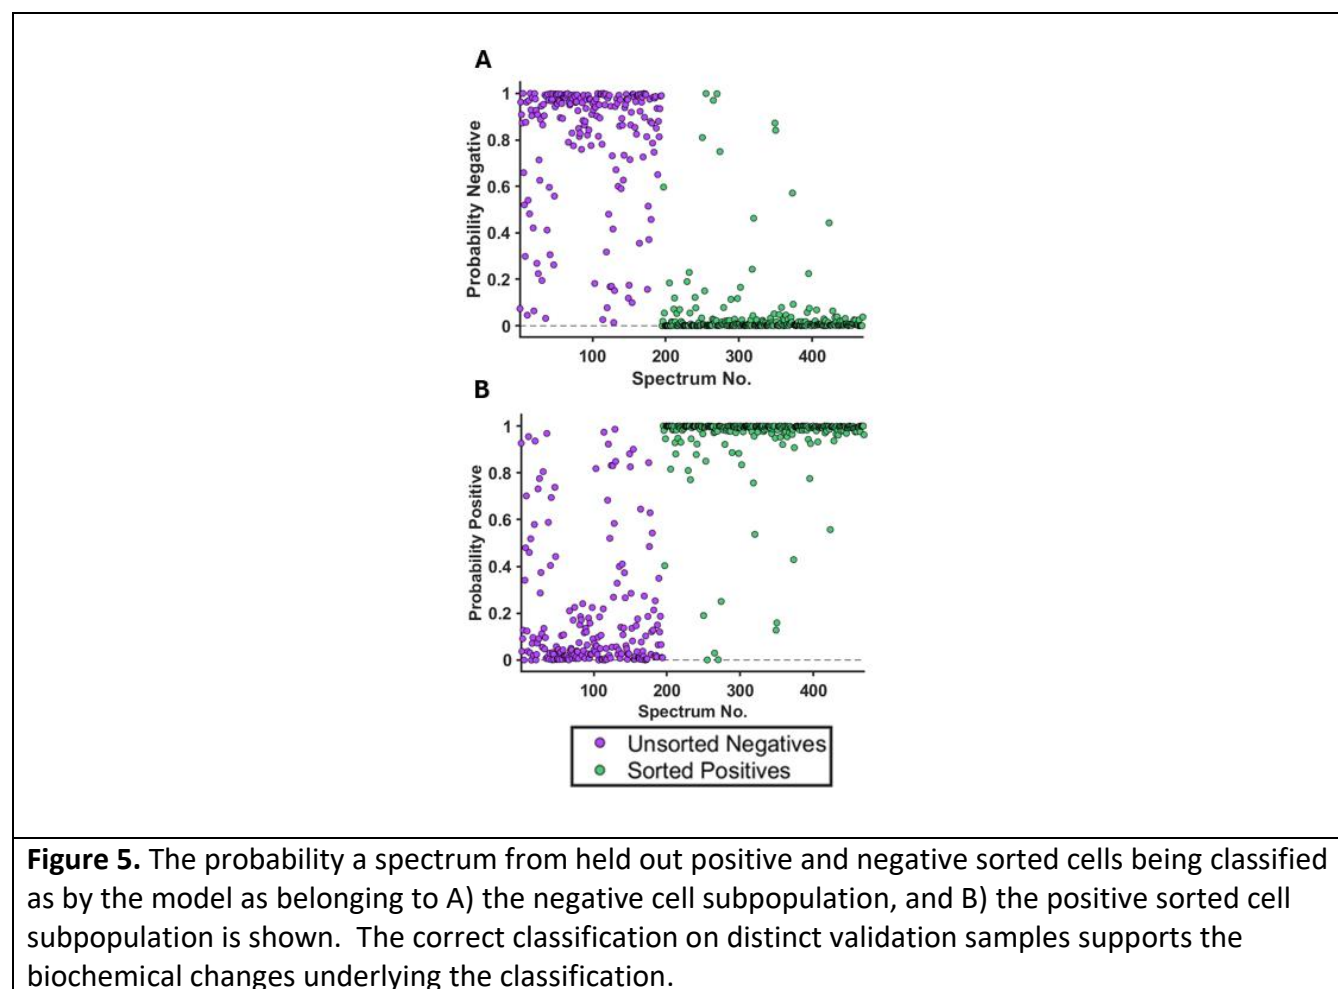 A
1
0.8
0.6
0.4
0.2
0
Probability Negative
100 200 300 400
Spectrum No.
B
1
0.8
0.6
0.4
0.2
0
Probability Positive
100 200 300 400
Spectrum No.
Unsorted Negatives
Sorted Positives
Figure 5. The probability a spectrum from held out positive and negative sorted cells being classified
as by the model as belonging to A) the negative cell subpopulation, and B) the positive sorted cell
subpopulation is shown.  The correct classification on distinct validation samples supports the
biochemical changes underlying the classification.